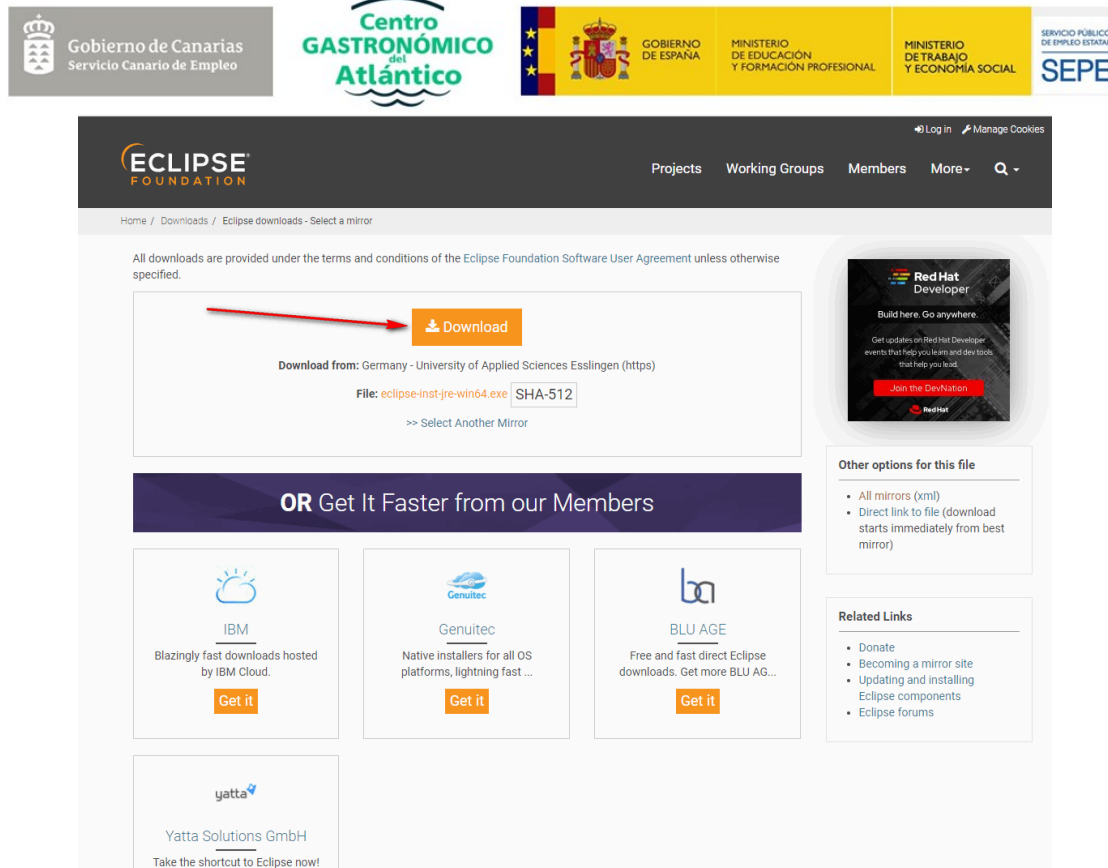 Gobierno de Canarias
Servicio Canario de Empleo
Centro
GASTRONÓMICO
del
Atlántico
GOBIERNO
DE ESPAÑA
MINISTERIO
DE EDUCACIÓN
Y FORMACIÓN PROFESIONAL
MINISTERIO
DE TRABAJO
Y ECONOMÍA SOCIAL
SERVICIO PÚBLICO
DE EMPLEO ESTATAL
SEPE
Log in Manage Cookies
ECLIPSE
FOUNDATION
Projects Working Groups Members More
Home / Downloads / Eclipse downloads - Select a mirror
All downloads are provided under the terms and conditions of the Eclipse Foundation Software User Agreement unless otherwise
specified.
Download
Download from: Germany - University of Applied Sciences Esslingen (https)
File: eclipse-inst-jre-win64.exe SHA-512
>> Select Another Mirror
Red Hat
Developer
Build here. Go anywhere.
Get updates on Red Hat Developer
events that help you learn and dev tools
that help you lead.
Join the DevNation
Red Hat
OR Get It Faster from our Members
IBM
Blazingly fast downloads hosted
by IBM Cloud.
Get it
Genuitec
Genuitec
Native installers for all OS
platforms, lightning fast ...
Get it
ba
BLU AGE
Free and fast direct Eclipse
downloads. Get more BLU AG...
Get it
yatta
Yatta Solutions GmbH
Take the shortcut to Eclipse now!
Other options for this file
• All mirrors (xml)
• Direct link to file (download
starts immediately from best
mirror)
Related Links
• Donate
• Becoming a mirror site
• Updating and installing
Eclipse components
• Eclipse forums